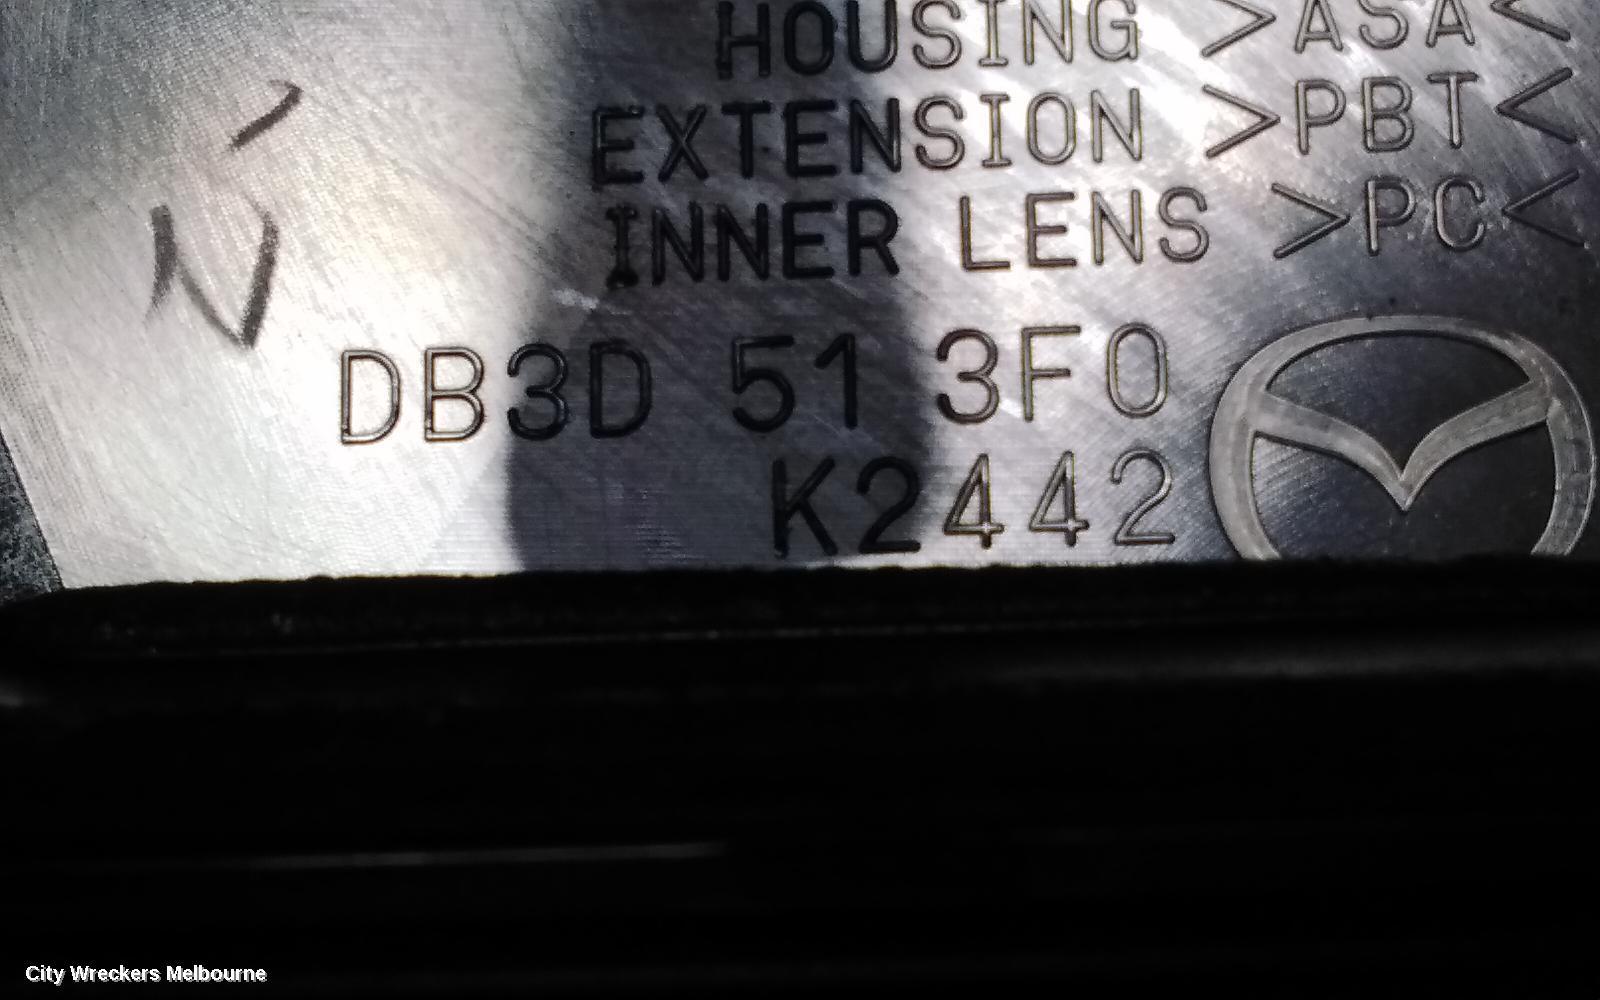 HOUSING >ASA<
EXTENSION >PBT<
INNER LENS >PC<
DB3D 51 3F0
K2442
City Wreckers Melbourne